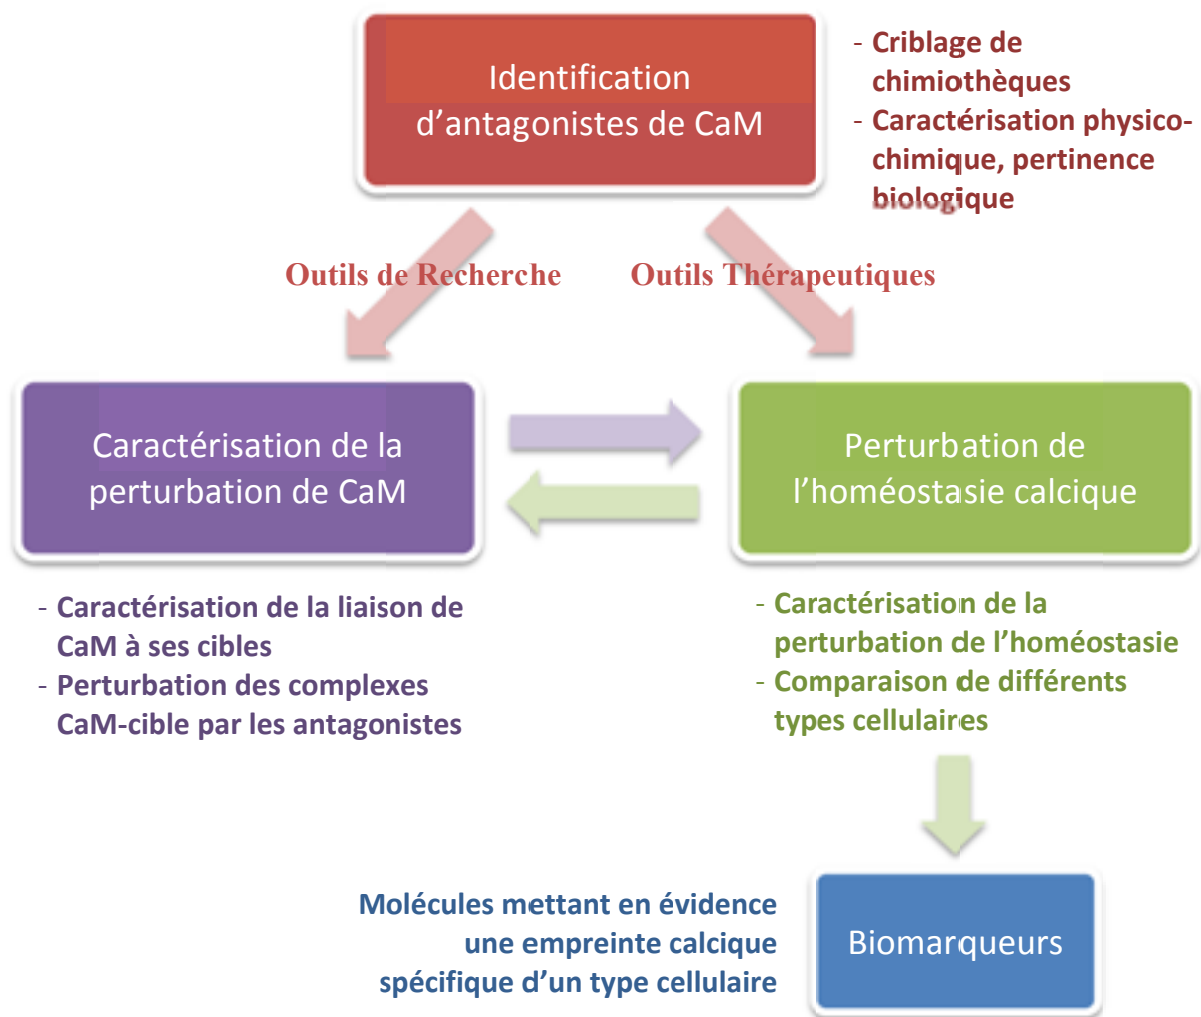 Identification
d’antagonistes de CaM
- Criblage de
chimiothèques
- Caractérisation physico-
chimique, pertinence
biologique
Outils de Recherche
Outils Thérapeutiques
Caractérisation de la
perturbation de CaM
Perturbation de
l’homéostasie calcique
- Caractérisation de la liaison de
CaM à ses cibles
- Perturbation des complexes
CaM-cible par les antagonistes
- Caractérisation de la
perturbation de l’homéostasie
- Comparaison de différents
types cellulaires
Molécules mettant en évidence
une empreinte calcique
spécifique d’un type cellulaire
Biomarqueurs